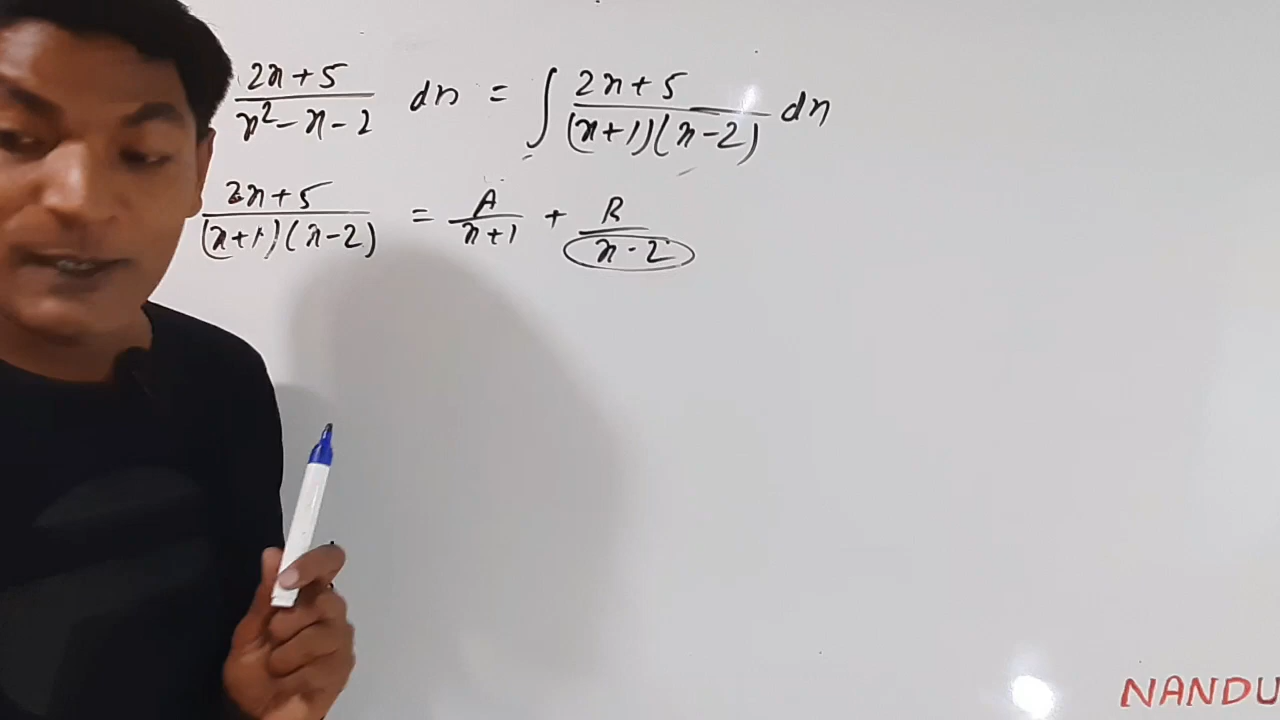 2x+5/x²-x-2 dx = ∫ 2x+5/(x+1)(x-2) dx
2x+5/(x+1)(x-2) = A/x+1 + B/x-2
NANDU